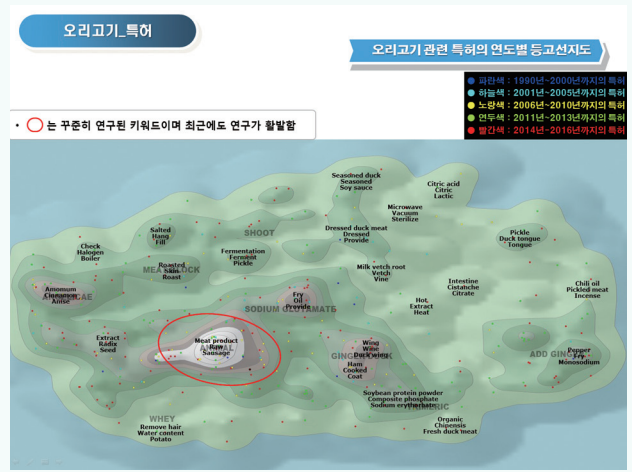 오리고기_특허
오리고기 관련 특허의 연도별 등고선지도
● 파란색 : 1990년~2000년까지의 특허
● 하늘색 : 2001년~2005년까지의 특허
● 노랑색 : 2006년~2010년까지의 특허
● 연두색 : 2011년~2013년까지의 특허
● 빨간색 : 2014년~2016년까지의 특허
• 는 꾸준히 연구된 키워드이며 최근에도 연구가 황발함
Seasoned duck
Seasoned
Soy sauce
Citric acid
Citric
Lactic
Microwave
Vacuum
Sterilize
Salted
Hang
Fill
SHOOT
Dressed duck meat
Dressed
Provide
Pickle
Duck tongue
Tongue
Check
Halogen
Boiler
Fermentation
Ferment
Pickle
Roasted
Skin
Roast
Milk vetch root
Vetch
Vine
Intestine
Cistanche
Citrate
Chili oil
Pickled meat
Incense
Amomum
Cinnamon
Anise
Fry
Oil
Provide
SODIUM GLUTAMATE
Hot,
Extract
Heat
Extract
Radix
Seed
Meat product
Raw
Sausage
Wing
Wine
Duck wing
Ham
Cooked
Coat
ADD GINGER
Pepper
Fry
Monosodium
Soybean protein powder
Composite phosphate
Sodium erythorbate
WHEY
Remove hair
Water content
Potato
Organic
Chipensis
Fresh duck meat